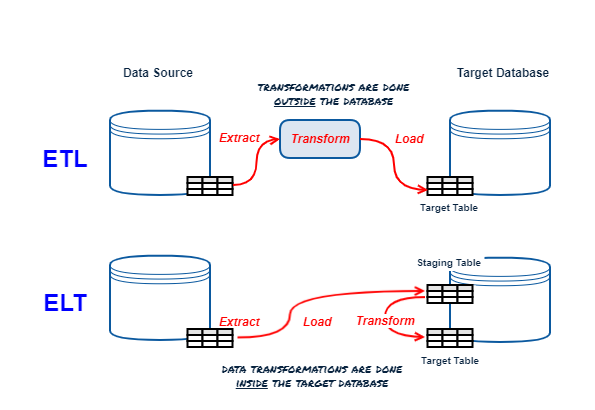 Data Source
Target Database
TRANSFORMATIONS ARE DONE
OUTSIDE THE DATABASE
ETL
Extract
Transform
Load
Target Table
Staging Table
ELT
Extract
Load
Transform
Target Table
DATA TRANSFORMATIONS ARE DONE
INSIDE THE TARGET DATABASE